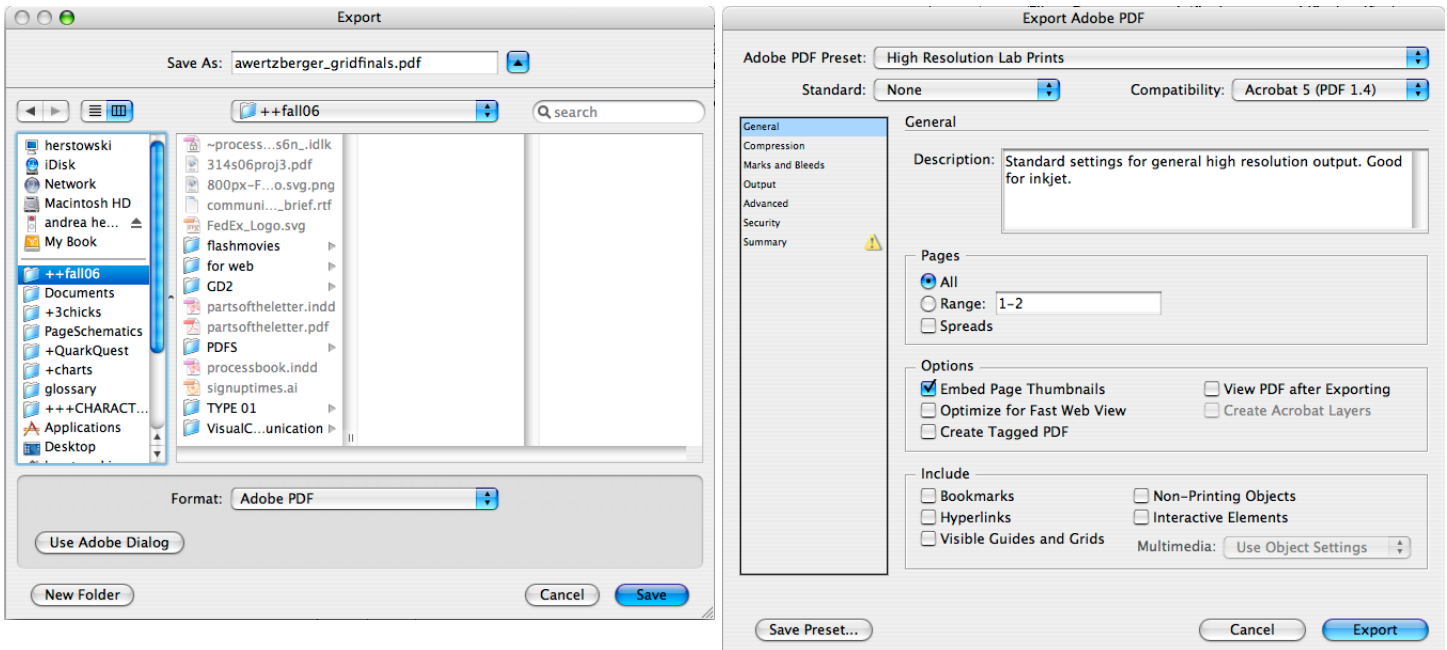 Export
Save As: awertzberger_gridfinals.pdf
++fall06
search
herstowski
iDisk
Network
Macintosh HD
andrea he...
My Book
++fall06
Documents
+3chicks
PageSchematics
+QuarkQuest
+charts
glossary
+++CHARACT...
Applications
Desktop
~process...s6n_.idlk
314s06proj3.pdf
800px-F...o.svg.png
communi..._brief.rtf
FedEx_Logo.svg
flashmovies
for web
GD2
partsoftheletter.indd
partsoftheletter.pdf
PDFS
processbook.indd
signuptimes.ai
TYPE 01
VisualC...unication
Format: Adobe PDF
Use Adobe Dialog
New Folder
Cancel
Save
Export Adobe PDF
Adobe PDF Preset: High Resolution Lab Prints
Standard: None
Compatibility: Acrobat 5 (PDF 1.4)
General
Compression
Marks and Bleeds
Output
Advanced
Security
Summary
General
Description: Standard settings for general high resolution output. Good
for inkjet.
Pages
All
Range: 1-2
Spreads
Options
Embed Page Thumbnails
Optimize for Fast Web View
Create Tagged PDF
View PDF after Exporting
Create Acrobat Layers
Include
Bookmarks
Hyperlinks
Visible Guides and Grids
Non-Printing Objects
Interactive Elements
Multimedia: Use Object Settings
Save Preset...
Cancel
Export